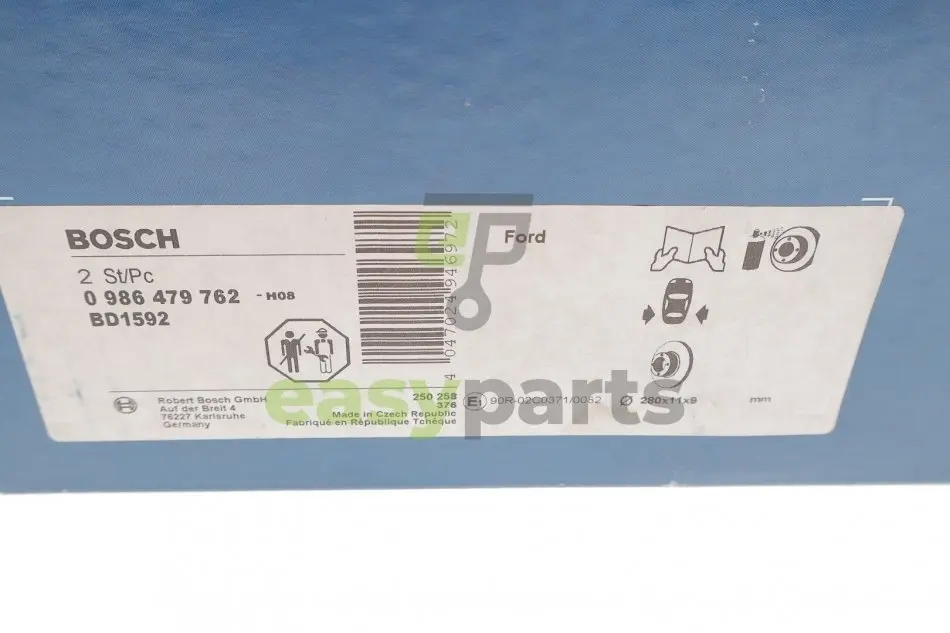 BOSCH
2 St/Pc
0 986 479 762 - H08
BD1592
4 047024 946972
Ford
Robert Bosch GmbH
Auf der Breit 4
76227 Karlsruhe
Germany
250 258
376
Made in Czech Republic
Fabriqué en République Tchèque
E1 90R-02C0371/0052
Ø 280x11x9 mm
easyparts